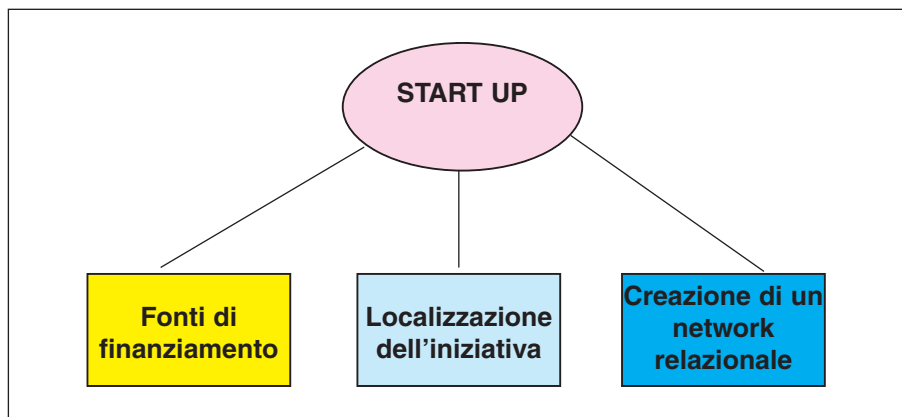 START UP
Fonti di
finanziamento
Localizzazione
dell'iniziativa
Creazione di un
network
relazionale